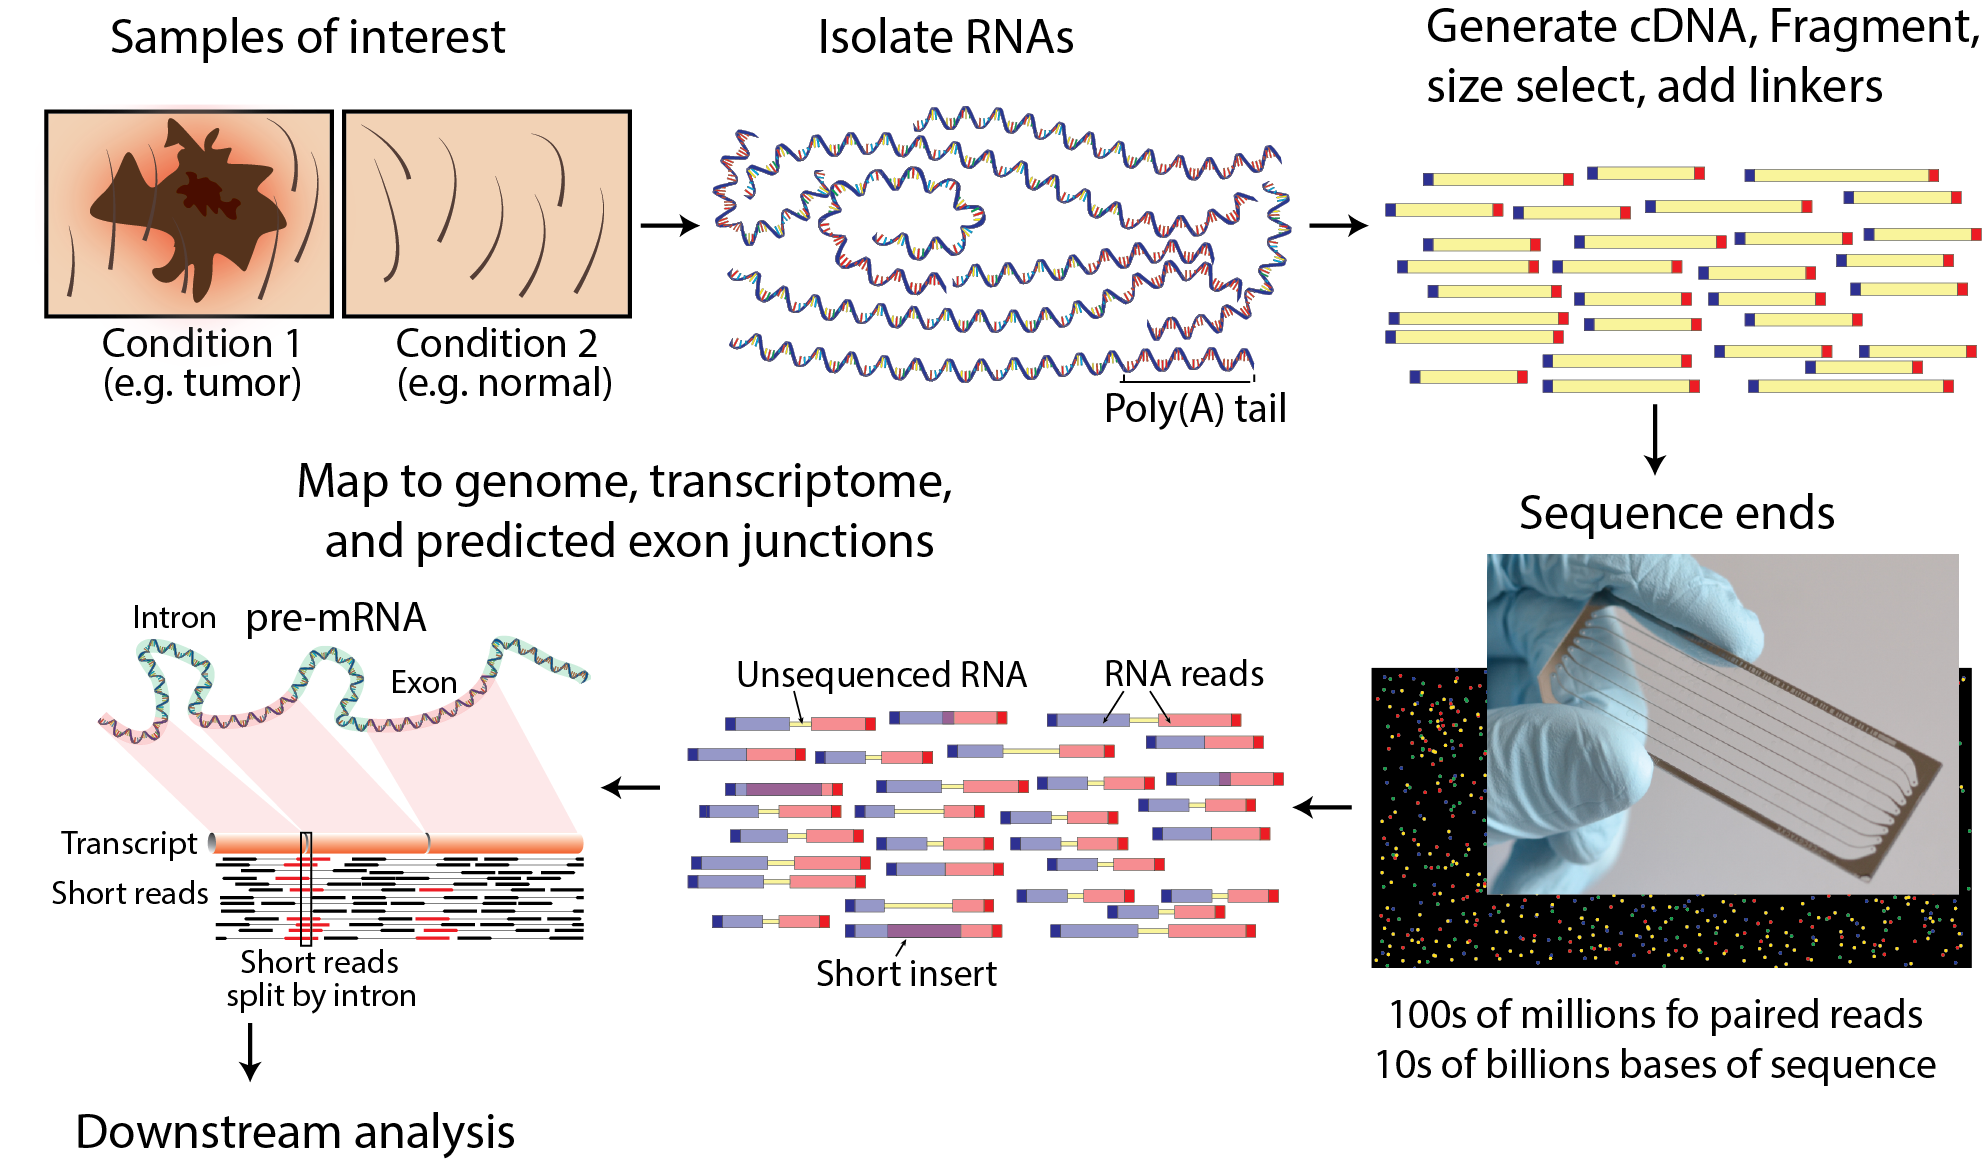 Samples of interest
Isolate RNAs
Generate cDNA, Fragment,
size select, add linkers
Condition 1
(e.g. tumor)
Condition 2
(e.g. normal)
Poly(A) tail
Sequence ends
100s of millions fo paired reads
10s of billions bases of sequence
Unsequenced RNA
RNA reads
Short insert
Map to genome, transcriptome,
and predicted exon junctions
Intron
pre-mRNA
Exon
Transcript
Short reads
Short reads
split by intron
Downstream analysis